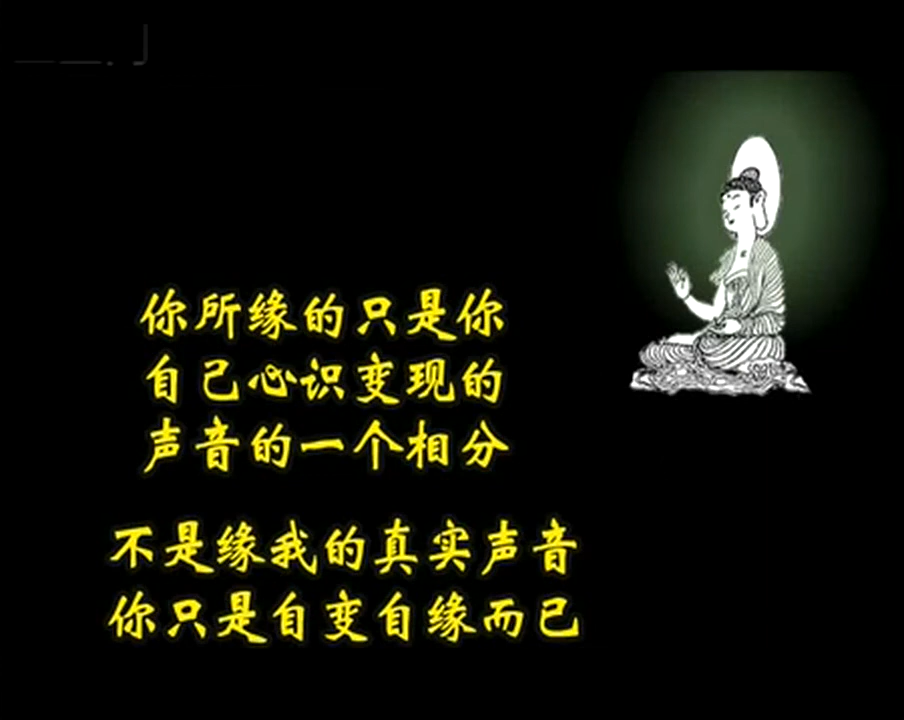 你所缘的只是你
自己心识变现的
声音的一个相分
不是缘我的真实声音
你只是自变自缘而已